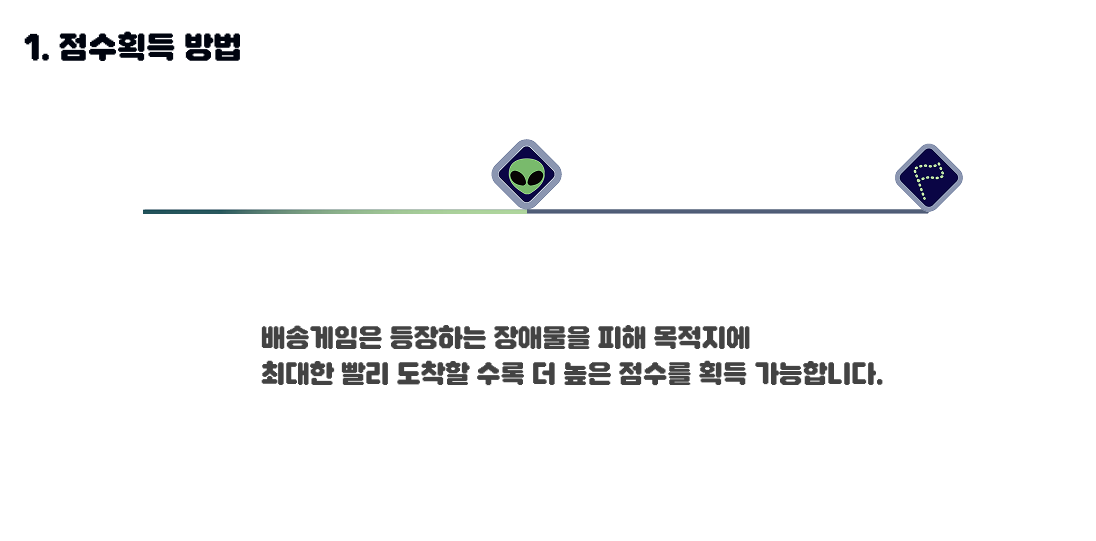 1. 점수획득 방법
배송게임은 등장하는 장애물을 피해 목적지에
최대한 빨리 도착할 수록 더 높은 점수를 획득 가능합니다.